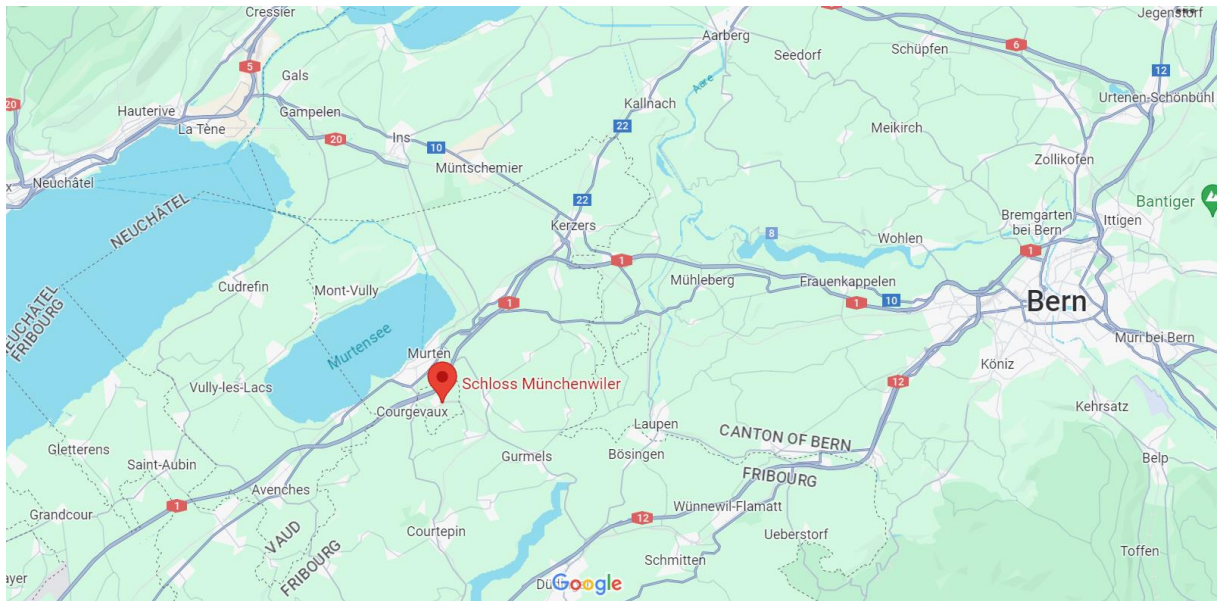 Cressier
Aarberg
Jegenstorf
6
Seedorf
Schüpfen
5
Gals
12
Aare
Urtenen-Schönbühl
20
Hauterive
Gampelen
Kallnach
La Tène
22
Meikirch
20
Ins
10
Müntschemier
Zollikofen
Neuchâtel
22
Bantiger
NEUCHÂTEL
Kerzers
Bremgarten
bei Bern
Ittigen
8
Wohlen
1
1
Cudrefin
Mont-Vully
Mühleberg
Frauenkappelen
NEUCHÂTEL
FRIBOURG
1
1
10
Bern
Murtensee
Muri bei Bern
Murten
Köniz
Vully-les-Lacs
Schloss Münchenwiler
12
Courgevaux
Kehrsatz
Laupen
CANTON OF BERN
Gletterens
Saint-Aubin
Gurmels
Bösingen
Belp
FRIBOURG
Avenches
1
Grandcour
12
Wünnewil-Flamatt
VAUD
FRIBOURG
Courtepin
Ueberstorf
Toffen
Schmitten
Google